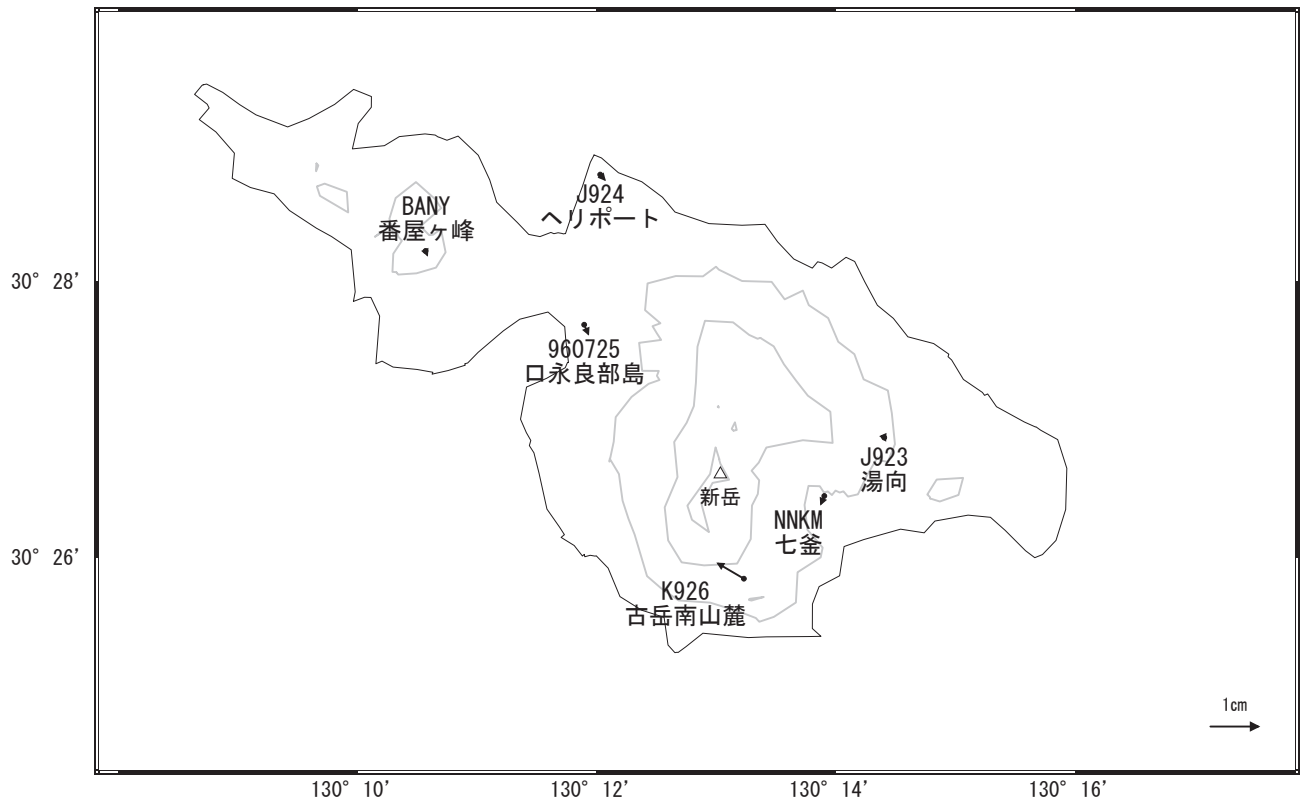 J924
ヘリポート
BANY
番屋ヶ峰
30° 28’
960725
口永良部島
J923
湯向
新岳
NNKM
七釜
30° 26’
K926
古岳南山麓
1cm
130° 10’
130° 12’
130° 14’
130° 16’